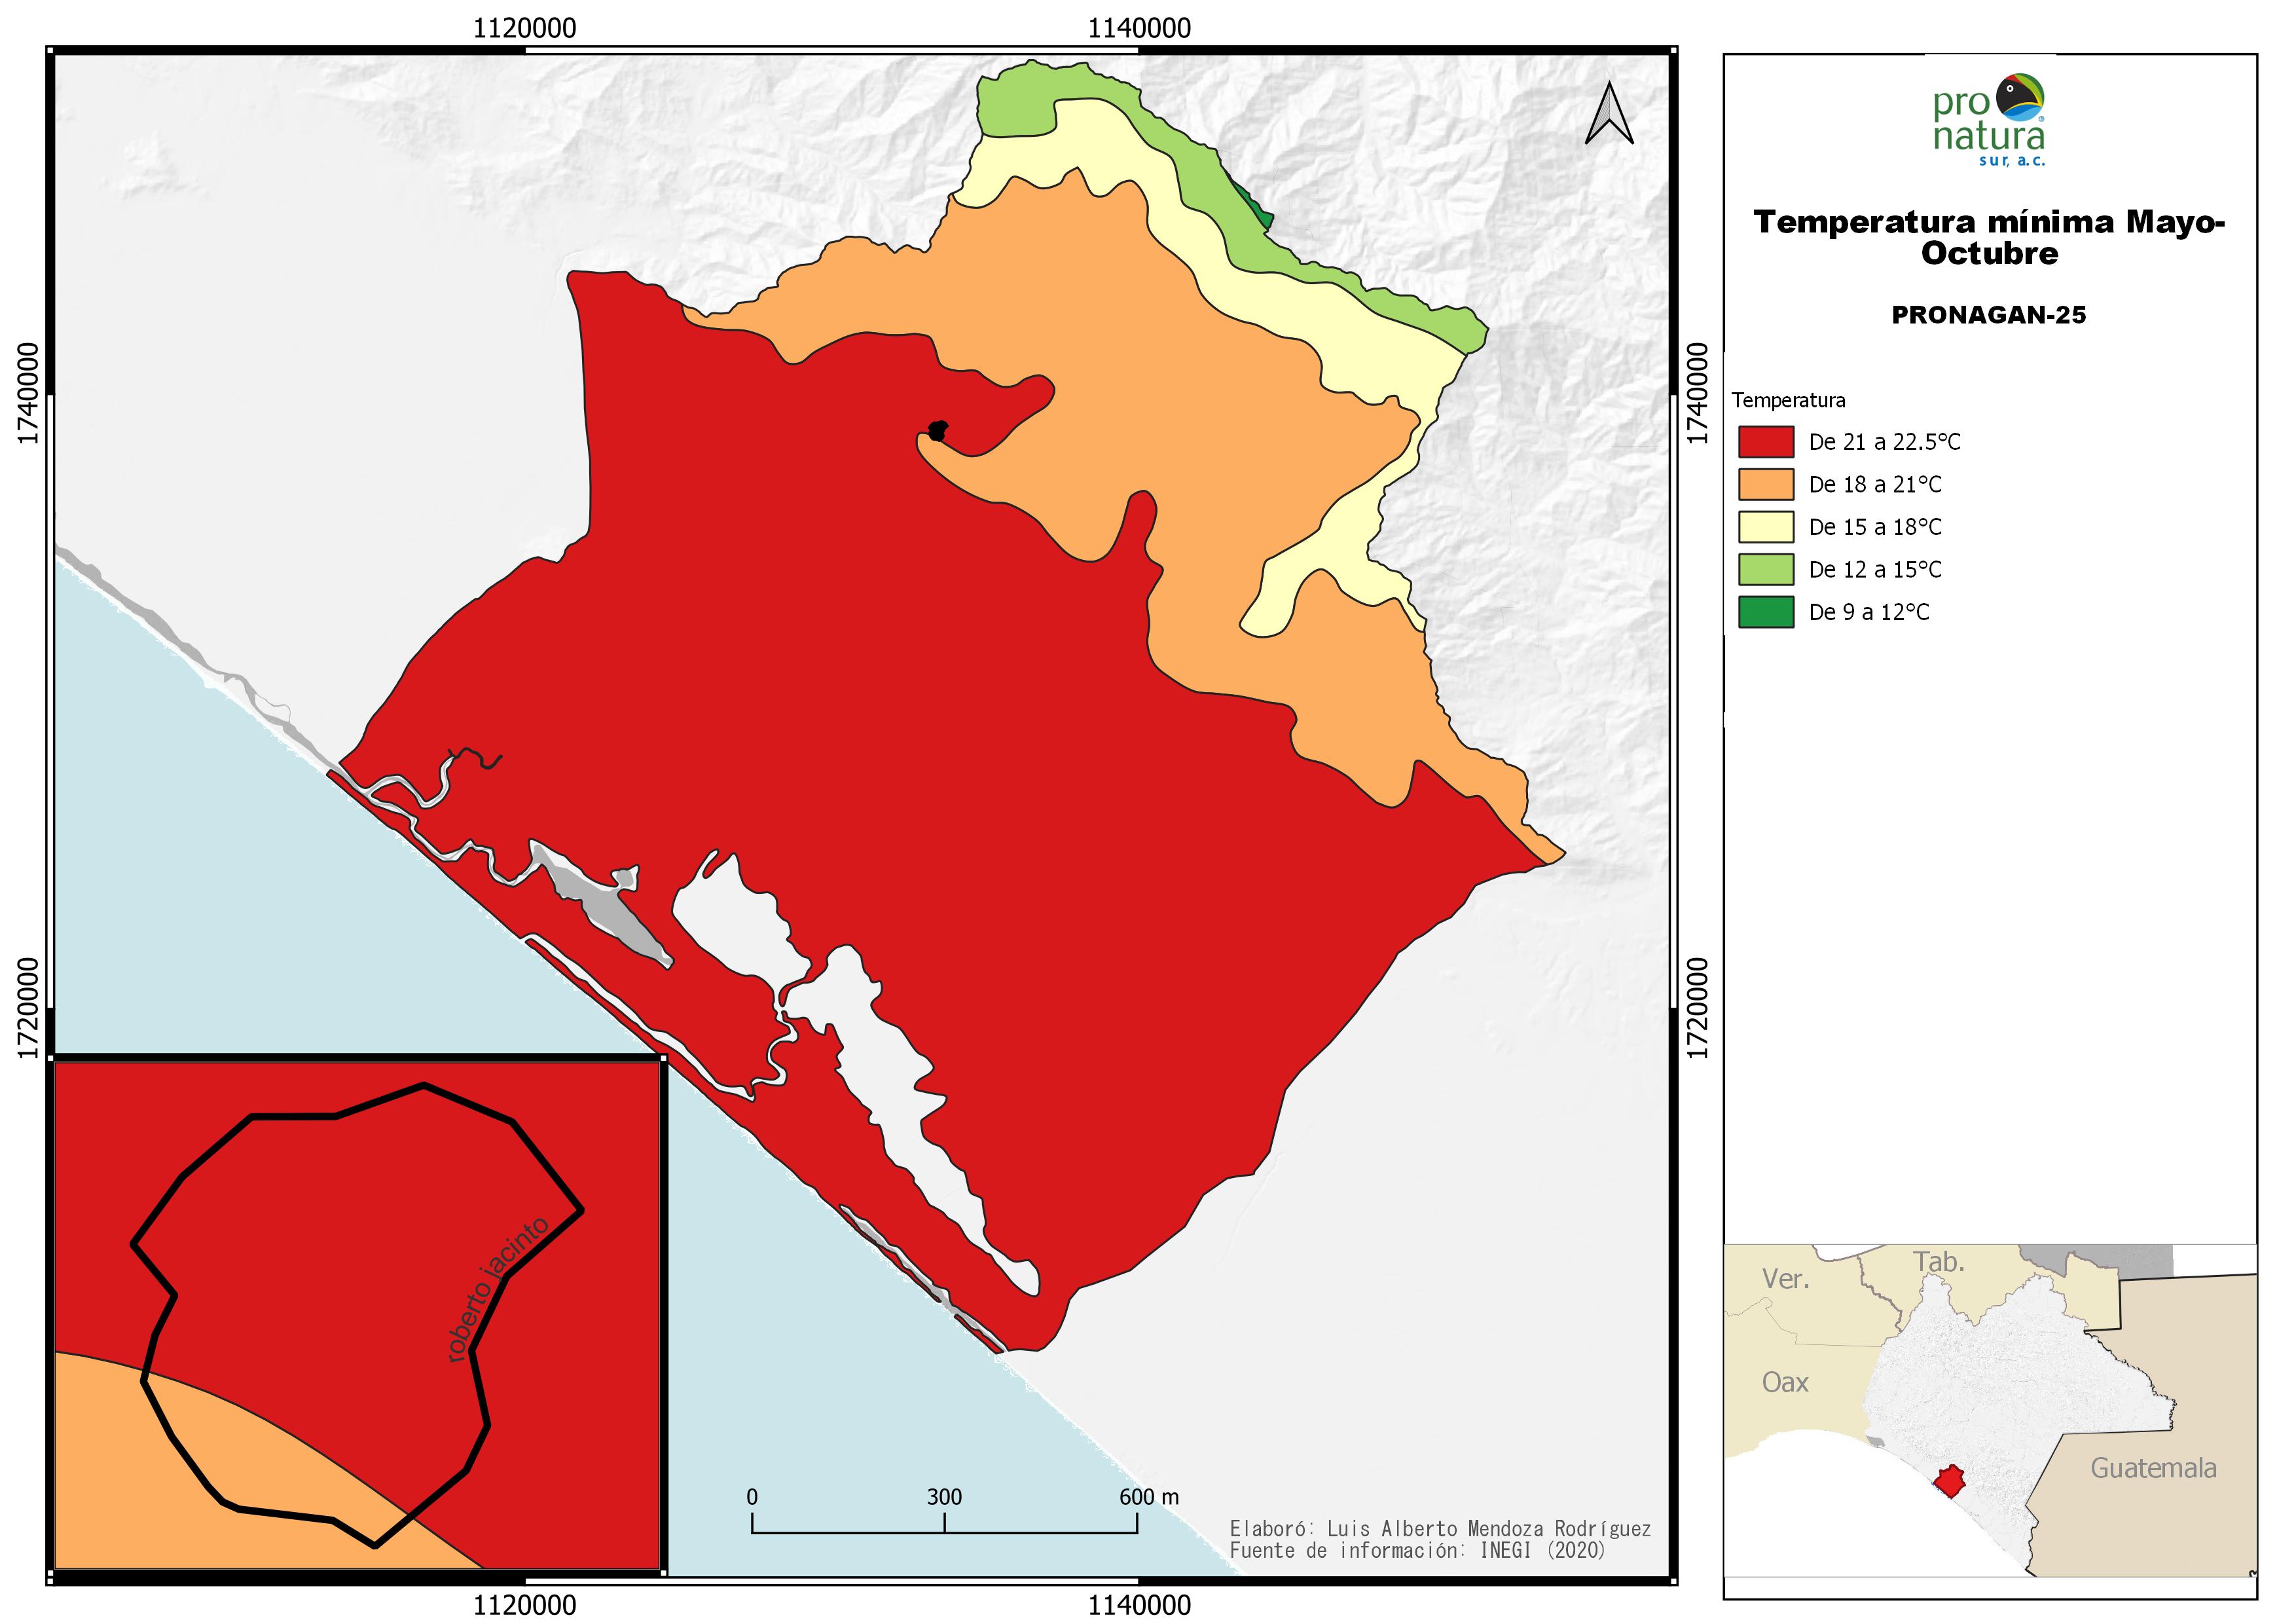 1120000
1140000
1740000
1720000
1740000
1720000
1120000
1140000
roberto jacinto
0 300 600 m
Elaboró: Luis Alberto Mendoza Rodríguez
Fuente de información: INEGI (2020)
pro
natura
sur, a.c.
Temperatura mínima Mayo-
Octubre
PRONAGAN-25
Temperatura
De 21 a 22.5°C
De 18 a 21°C
De 15 a 18°C
De 12 a 15°C
De 9 a 12°C
Tab.
Ver.
Oax
Guatemala